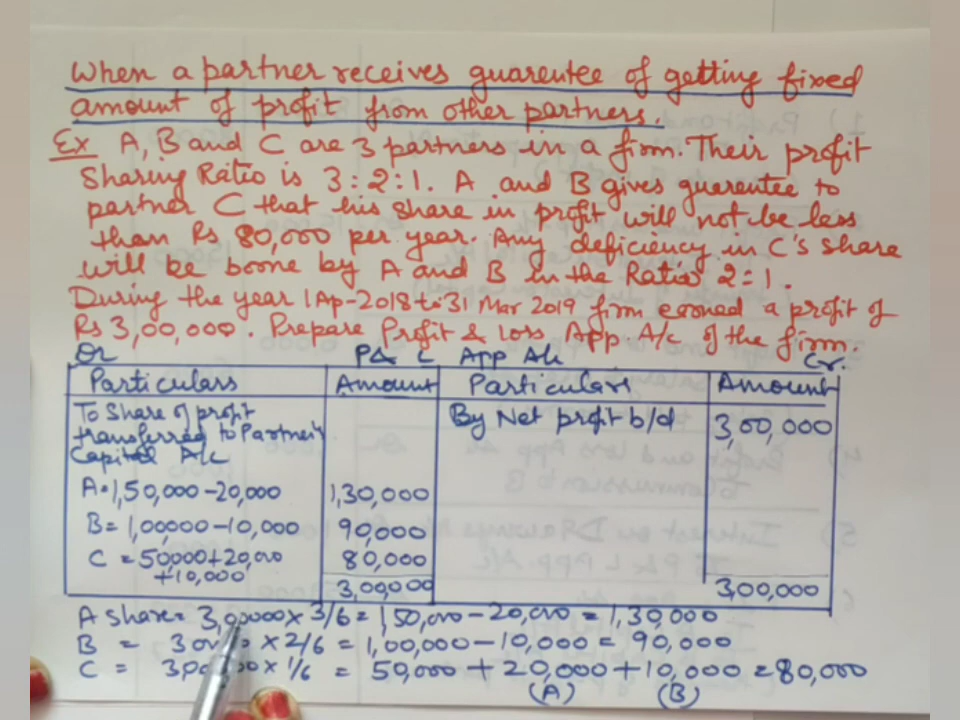 When a partner receives guarentee of getting fixed
amount of profit from other partners.
Ex A, B and C are 3 partners in a firm. Their profit
Sharing Ratio is 3:2:1. A and B gives guarentee to
partner C that his share in profit will not be less
than Rs 80,000 per year. Any deficiency in C's share
will be borne by A and B in the Ratio 2:1.
During the year 1 Ap-2018 to 31 Mar 2019 firm earned a profit of
Rs 3,00,000. Prepare Profit & loss App A/c of the firm.
Dr P & L App A/c Cr.
Particulars Amount Particulars Amount
To Share of profit By Net profit b/d 3,00,000
transferred to Partner's
Capital A/c
A = 1,50,000-20,000 1,30,000
B = 1,00000-10,000 90,000
C = 50,000+20,000 80,000
+10,000
3,00,000 3,00,000
A share = 3,00000 x 3/6 = 1,50,000-20,000 = 1,30,000
B = x 2/6 = 1,00,000-10,000 = 90,000
C = x 1/6 = 50,000 + 20,000 + 10,000 = 80,000
(A) (B)